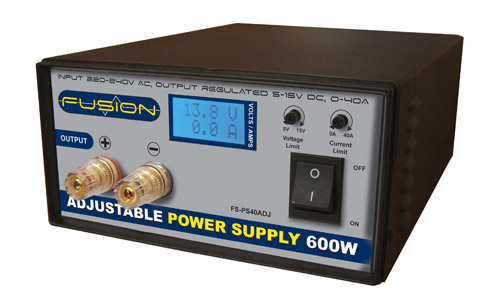 INPUT 220-240V AC, OUTPUT REGULATED 5-15V DC, 0-40A
FUSION
13.8 V
0.0 A
VOLTS/AMPS
5V 15V
Voltage
Limit
0A 40A
Current
Limit
OUTPUT
+ −
OFF
I
O
ON
FS-PS40ADJ
ADJUSTABLE POWER SUPPLY 600W